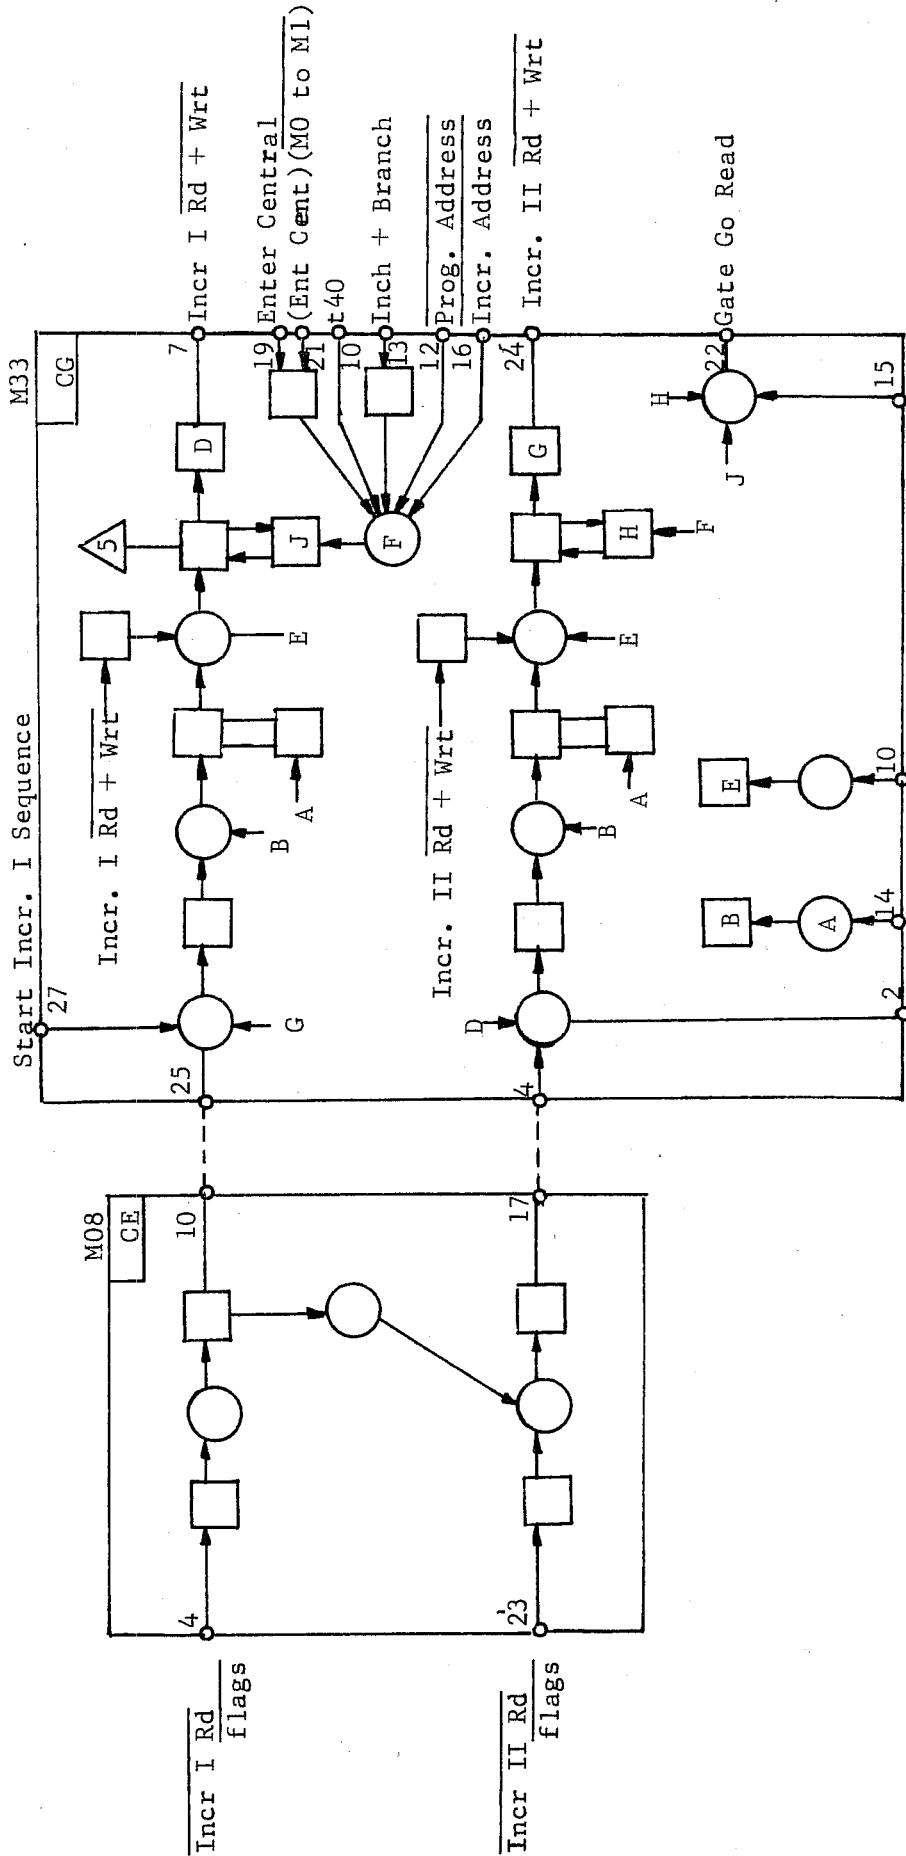 M33
CG
Start Incr. I Sequence
27
25
G
B
A
Incr. I Rd + Wrt
E
5
J
D
7
Incr I Rd + Wrt
19
Enter Central
21
(Ent Cent)(MO to M1)
10
t40
13
Inch + Branch
12
Prog. Address
16
Incr. Address
F
4
D
B
A
Incr. II Rd + Wrt
E
H
F
G
24
Incr. II Rd + Wrt
H
J
22
Gate Go Read
15
E
10
B
A
14
2
M08
CE
4
10
Incr I Rd
flags
23
17
Incr II Rd
flags